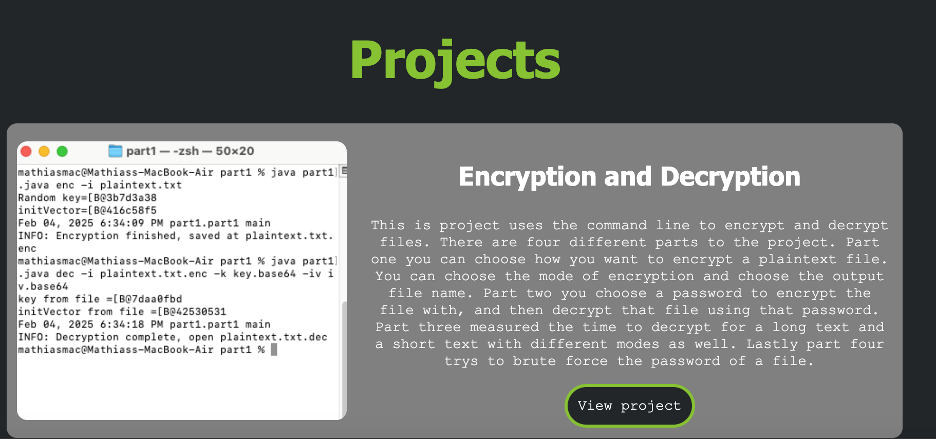 Projects
part1 — -zsh — 50×20
mathiasmac@Mathiass-MacBook-Air part1 % java part1
.java enc -i plaintext.txt
Random key=[B@3b7d3a38
initVector=[B@416c58f5
Feb 04, 2025 6:34:09 PM part1.part1 main
INFO: Encryption finished, saved at plaintext.txt.
enc
mathiasmac@Mathiass-MacBook-Air part1 % java part1
.java dec -i plaintext.txt.enc -k key.base64 -iv i
v.base64
key from file =[B@7daa0fbd
initVector from file =[B@42530531
Feb 04, 2025 6:34:18 PM part1.part1 main
INFO: Decryption complete, open plaintext.txt.dec
mathiasmac@Mathiass-MacBook-Air part1 %
Encryption and Decryption
This is project uses the command line to encrypt and decrypt
files. There are four different parts to the project. Part
one you can choose how you want to encrypt a plaintext file.
You can choose the mode of encryption and choose the output
file name. Part two you choose a password to encrypt the
file with, and then decrypt that file using that password.
Part three measured the time to decrypt for a long text and
a short text with different modes as well. Lastly part four
trys to brute force the password of a file.
View project